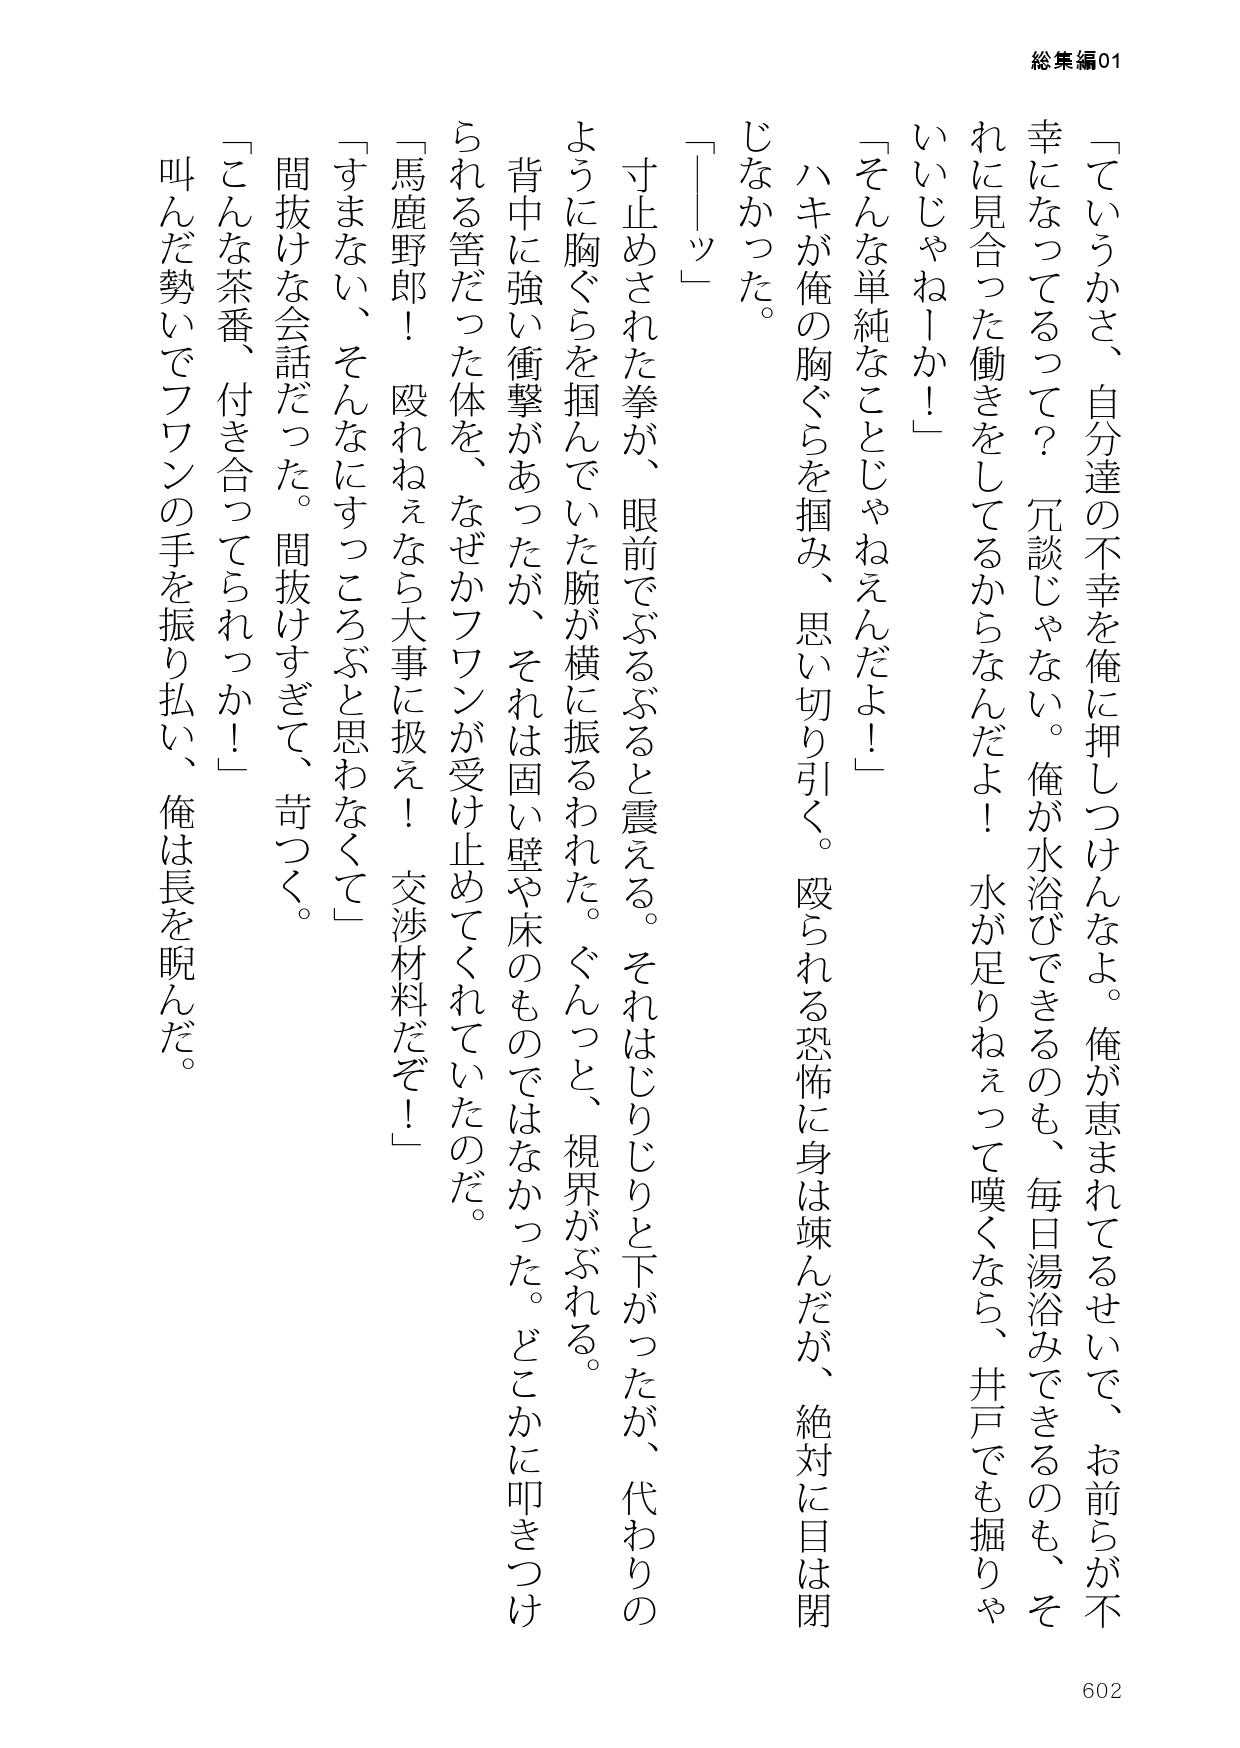 総集編01
「ていうかさ、自分達の不幸を俺に押しつけんなよ。俺が恵まれてるせいで、お前らが不
幸になってるって？　冗談じゃない。俺が水浴びできるのも、毎日湯浴みできるのも、そ
れに見合った働きをしてるからなんだよ！　水が足りねぇって嘆くなら、井戸でも掘りゃ
いいじゃねーか！」
「そんな単純なことじゃねえんだよ！」
　ハキが俺の胸ぐらを掴み、思い切り引く。殴られる恐怖に身は竦んだが、絶対に目は閉
じなかった。
「――ッ」
　寸止めされた拳が、眼前でぶるぶると震える。それはじりじりと下がったが、代わりの
ように胸ぐらを掴んでいた腕が横に振るわれた。ぐんっと、視界がぶれる。
　背中に強い衝撃があったが、それは固い壁や床のものではなかった。どこかに叩きつけ
られる筈だった体を、なぜかフワンが受け止めてくれていたのだ。
「馬鹿野郎！　殴れねぇなら大事に扱え！　交渉材料だぞ！」
「すまない、そんなにすっころぶと思わなくて」
　間抜けな会話だった。間抜けすぎて、苛つく。
「こんな茶番、付き合ってられっか！」
　叫んだ勢いでフワンの手を振り払い、俺は長を睨んだ。
602